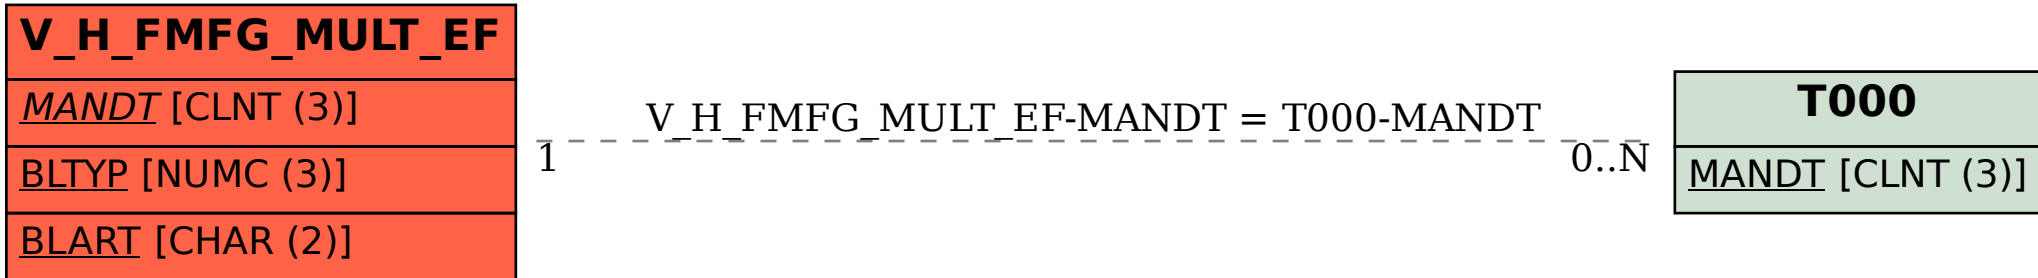 V_H_FMFG_MULT_EF
MANDT [CLNT (3)]
BLTYP [NUMC (3)]
BLART [CHAR (2)]
V_H_FMFG_MULT_EF-MANDT = T000-MANDT
1
0..N
T000
MANDT [CLNT (3)]